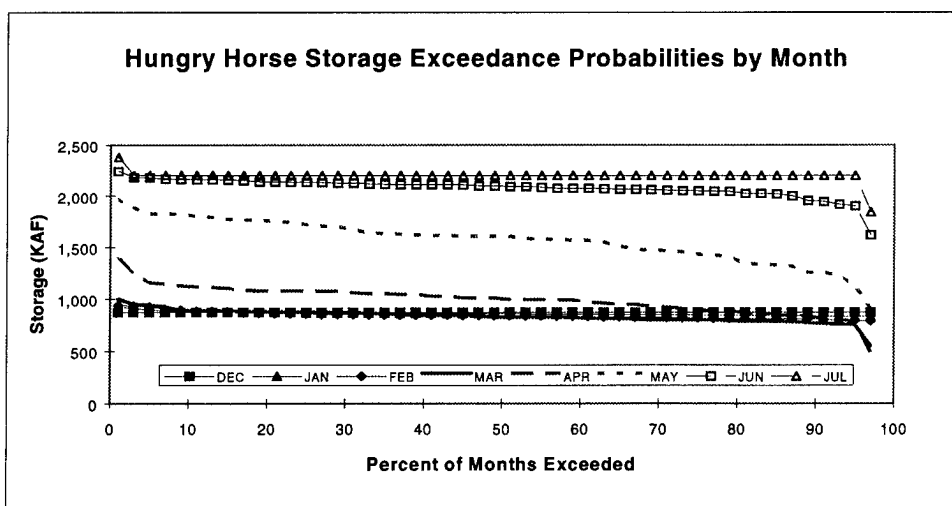 Hungry Horse Storage Exceedance Probabilities by Month
2,500
2,000
1,500
1,000
500
0
Storage (KAF)
DEC JAN FEB MAR APR MAY JUN JUL
0 10 20 30 40 50 60 70 80 90 100
Percent of Months Exceeded